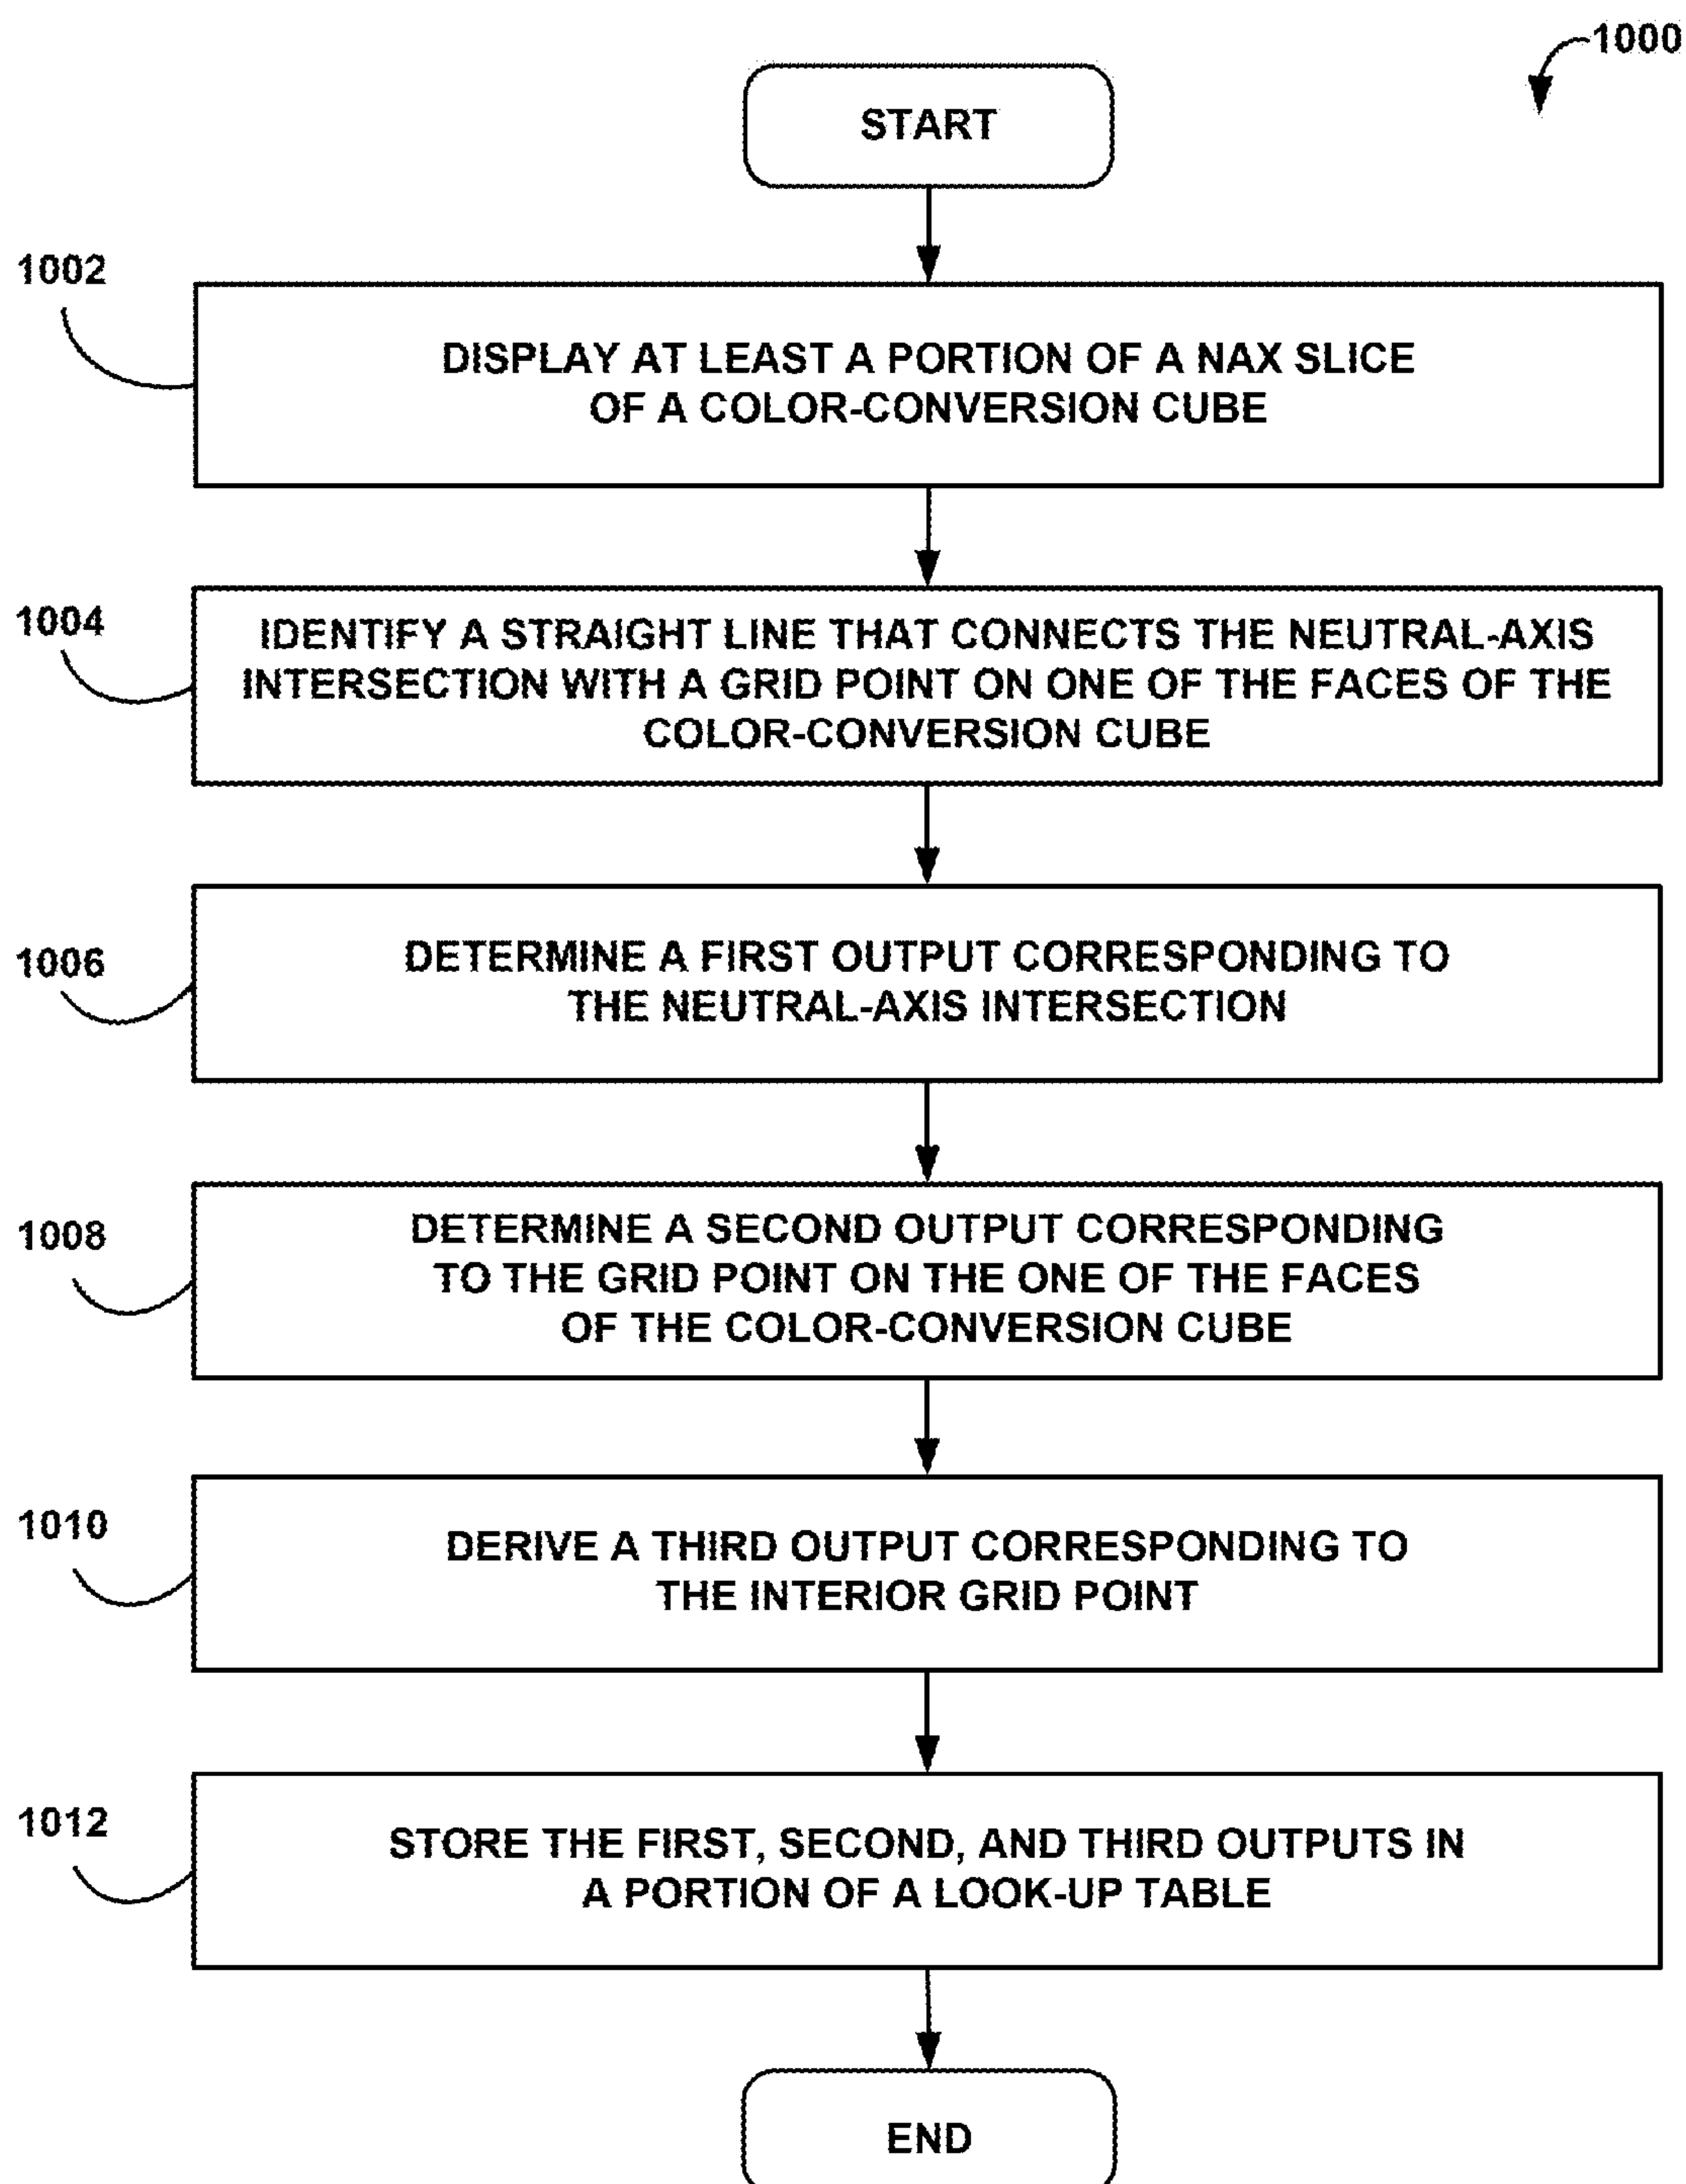 1000
START
1002
DISPLAY AT LEAST A PORTION OF A NAX SLICE
OF A COLOR-CONVERSION CUBE
1004
IDENTIFY A STRAIGHT LINE THAT CONNECTS THE NEUTRAL-AXIS
INTERSECTION WITH A GRID POINT ON ONE OF THE FACES OF THE
COLOR-CONVERSION CUBE
1006
DETERMINE A FIRST OUTPUT CORRESPONDING TO
THE NEUTRAL-AXIS INTERSECTION
1008
DETERMINE A SECOND OUTPUT CORRESPONDING
TO THE GRID POINT ON THE ONE OF THE FACES
OF THE COLOR-CONVERSION CUBE
1010
DERIVE A THIRD OUTPUT CORRESPONDING TO
THE INTERIOR GRID POINT
1012
STORE THE FIRST, SECOND, AND THIRD OUTPUTS IN
A PORTION OF A LOOK-UP TABLE
END